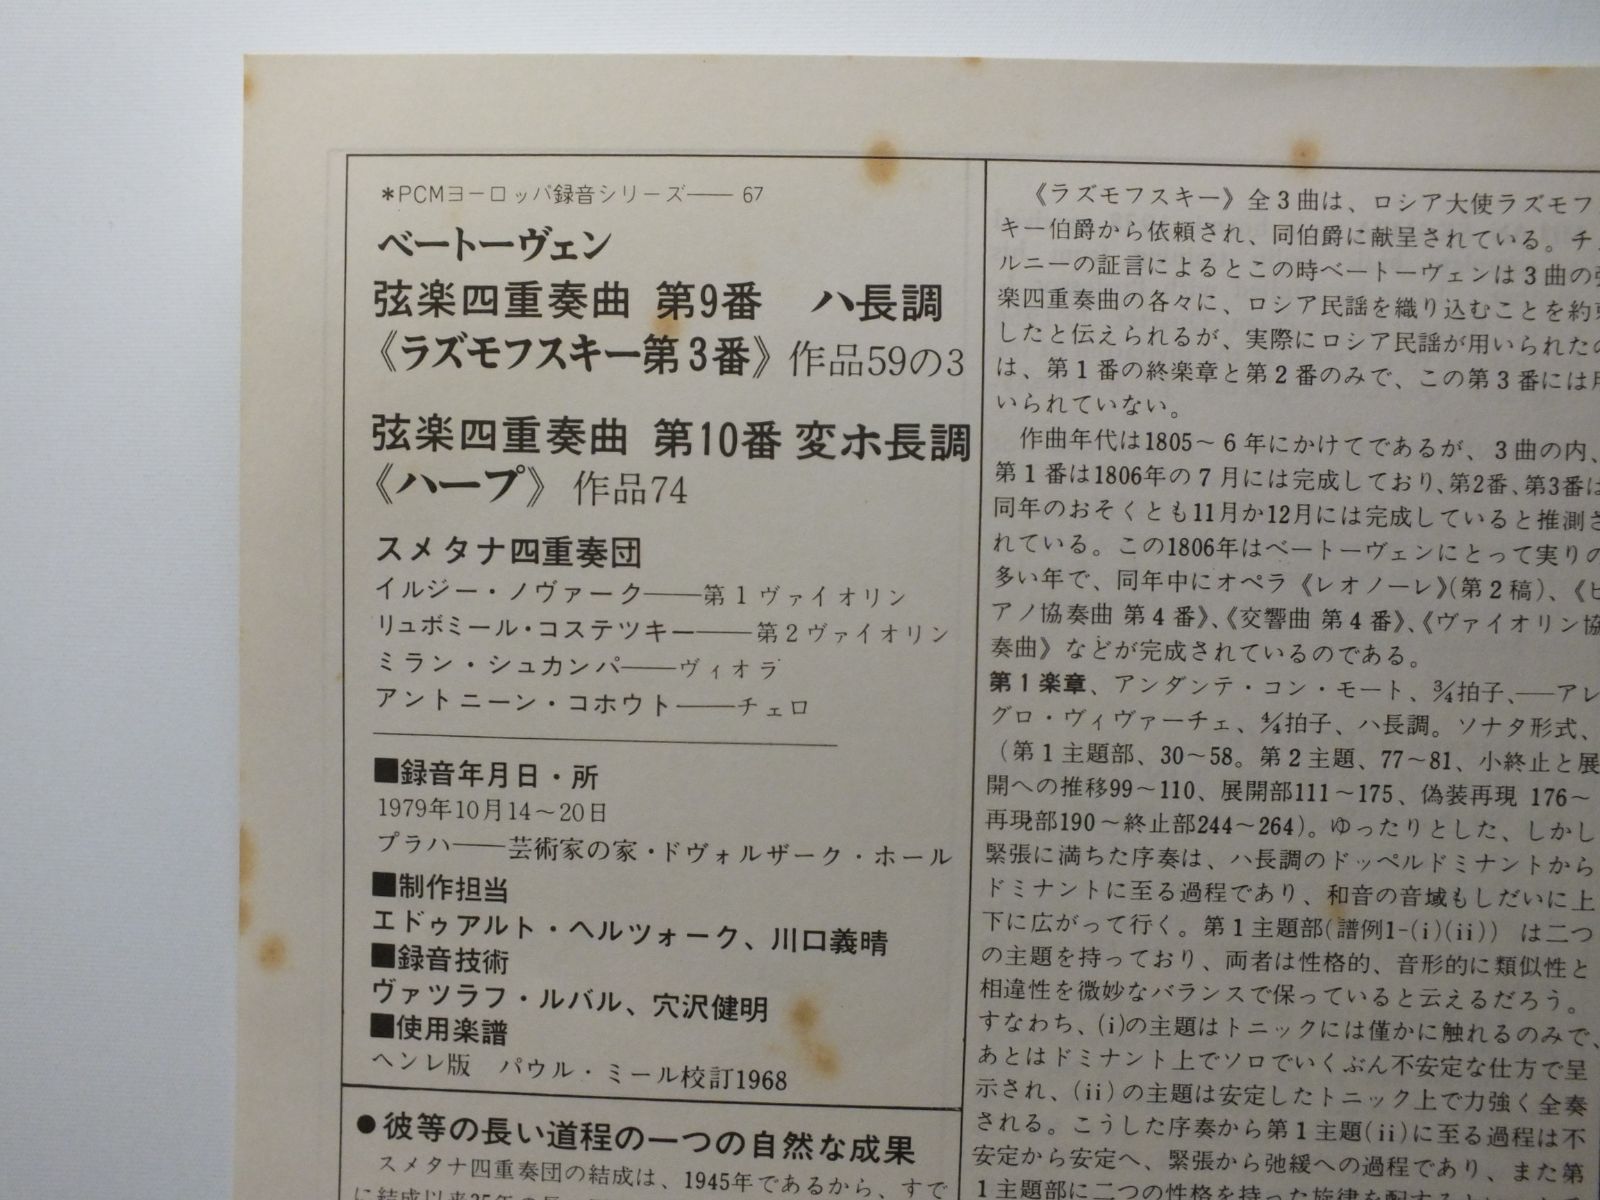 *PCMヨーロッパ録音シリーズ—— 67
ベートーヴェン
弦楽四重奏曲 第9番 ハ長調
《ラズモフスキー第3番》作品59の3
弦楽四重奏曲 第10番 変ホ長調
《ハープ》 作品74
スメタナ四重奏団
イルジー・ノヴァーク——第1ヴァイオリン
リュボミール・コステツキー——第2ヴァイオリン
ミラン・シュカンパ——ヴィオラ
アントニーン・コホウト——チェロ
■録音年月日・所
1979年10月14〜20日
プラハ——芸術家の家・ドヴォルザーク・ホール
■制作担当
エドゥアルト・ヘルツォーク、川口義晴
■録音技術
ヴァツラフ・ルバル、穴沢健明
■使用楽譜
ヘンレ版 パウル・ミール校訂1968
●彼等の長い道程の一つの自然な成果
スメタナ四重奏団の結成は、1945年であるから、すで
《ラズモフスキー》全3曲は、ロシア大使ラズモフ
キー伯爵から依頼され、同伯爵に献呈されている。チ
ルニーの証言によるとこの時ベートーヴェンは3曲の
楽四重奏曲の各々に、ロシア民謡を織り込むことを約
したと伝えられるが、実際にロシア民謡が用いられた
は、第1番の終楽章と第2番のみで、この第3番には
いられていない。
作曲年代は1805〜6年にかけてであるが、3曲の内、
第1番は1806年の7月には完成しており、第2番、第3番は
同年のおそくとも11月か12月には完成していると推測さ
れている。この1806年はベートーヴェンにとって実りの
多い年で、同年中にオペラ《レオノーレ》(第2稿)、《ピ
アノ協奏曲 第4番》、《交響曲 第4番》、《ヴァイオリン協
奏曲》などが完成されているのである。
第1楽章、アンダンテ・コン・モート、¾拍子、——アレ
グロ・ヴィヴァーチェ、4/4拍子、ハ長調。ソナタ形式、
(第1主題部、30〜58。第2主題、77〜81、小終止と展
開への推移99〜110、展開部111〜175、偽装再現 176〜
再現部190〜終止部244〜264)。ゆったりとした、しかし
緊張に満ちた序奏は、ハ長調のドッペルドミナントから
ドミナントに至る過程であり、和音の音域もしだいに上
下に広がって行く。第1主題部(譜例1-(i)(ii)) は二つ
の主題を持っており、両者は性格的、音形的に類似性と
相違性を微妙なバランスで保っていると云えるだろう。
すなわち、(i)の主題はトニックには僅かに触れるのみで、
あとはドミナント上でソロでいくぶん不安定な仕方で呈
示され、(ii)の主題は安定したトニック上で力強く全奏
される。こうした序奏から第1主題(ii)に至る過程は不
安定から安定へ、緊張から弛緩への過程であり、また第
1主題部に二つの性格を持った旋律を配する